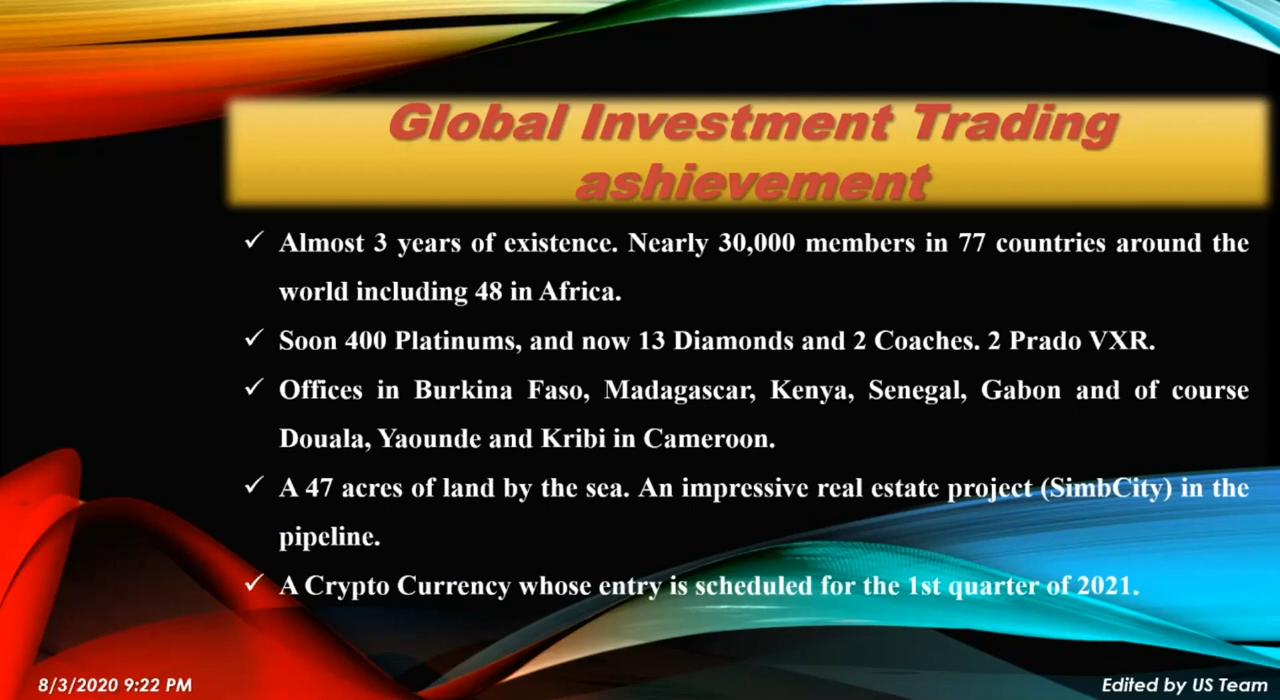 Global Investment Trading
ashievement
✓ Almost 3 years of existence. Nearly 30,000 members in 77 countries around the
world including 48 in Africa.
✓ Soon 400 Platinums, and now 13 Diamonds and 2 Coaches. 2 Prado VXR.
✓ Offices in Burkina Faso, Madagascar, Kenya, Senegal, Gabon and of course
Douala, Yaounde and Kribi in Cameroon.
✓ A 47 acres of land by the sea. An impressive real estate project (SimbCity) in the
pipeline.
✓ A Crypto Currency whose entry is scheduled for the 1st quarter of 2021.
8/3/2020 9:22 PM
Edited by US Team